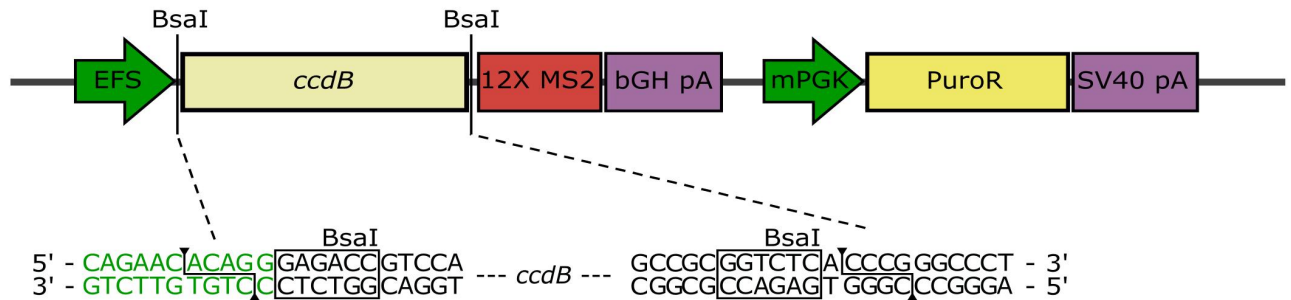 BsaI BsaI
EFS ccdB 12X MS2 bGH pA mPGK PuroR SV40 pA
BsaI BsaI
5' - CAGAACACAGGGAGACCGTCCA --- ccdB --- GCCGCGGTCTCACCCGGGCCCT - 3'
3' - GTCTTGTGTCCCTCTGGCAGGT CGGCGCCAGAGTGGGCCCGGGA - 5'